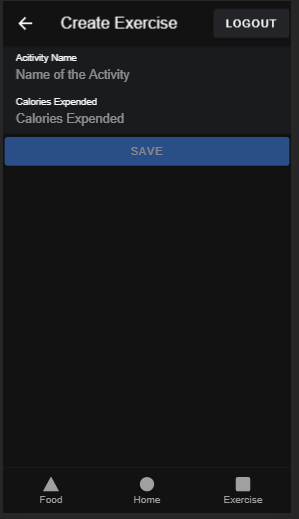 Create Exercise
LOGOUT
Acitivity Name
Name of the Activity
Calories Expended
Calories Expended
SAVE
Food
Home
Exercise